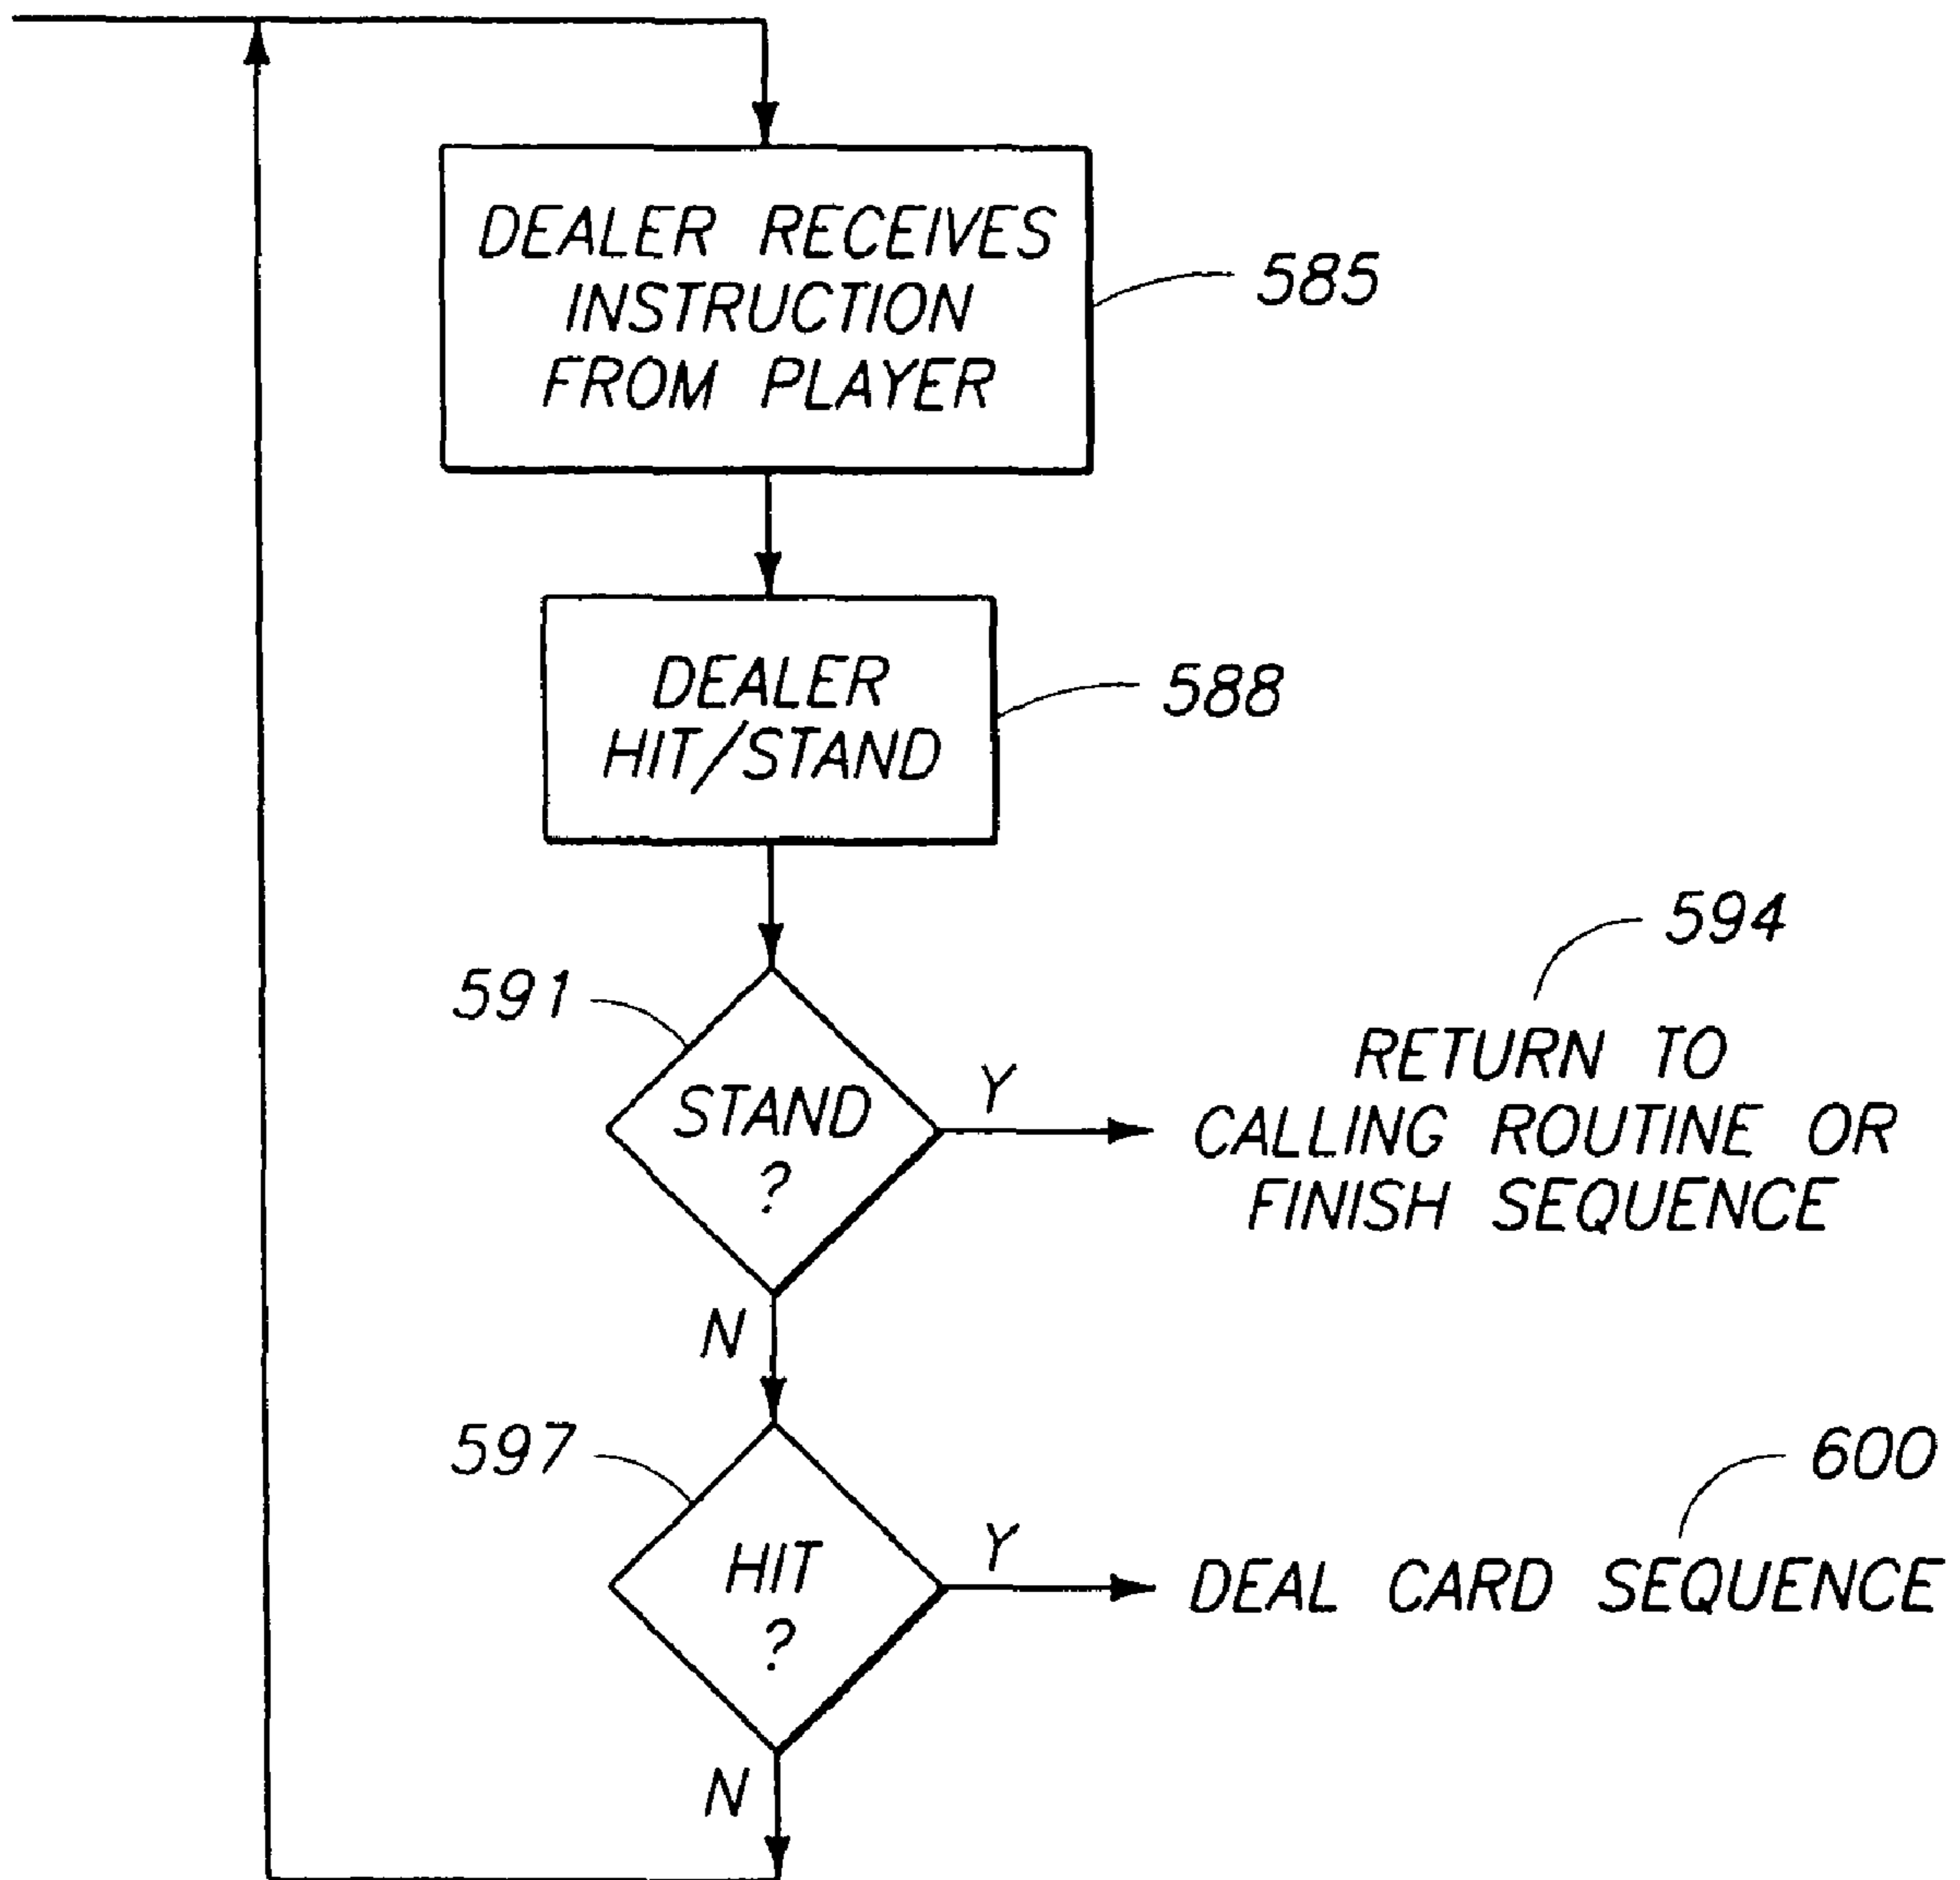 DEALER RECEIVES
INSTRUCTION
FROM PLAYER
585
DEALER
HIT/STAND
588
594
591
STAND
?
Y
RETURN TO
CALLING ROUTINE OR
FINISH SEQUENCE
N
597
600
HIT
?
Y
DEAL CARD SEQUENCE
N